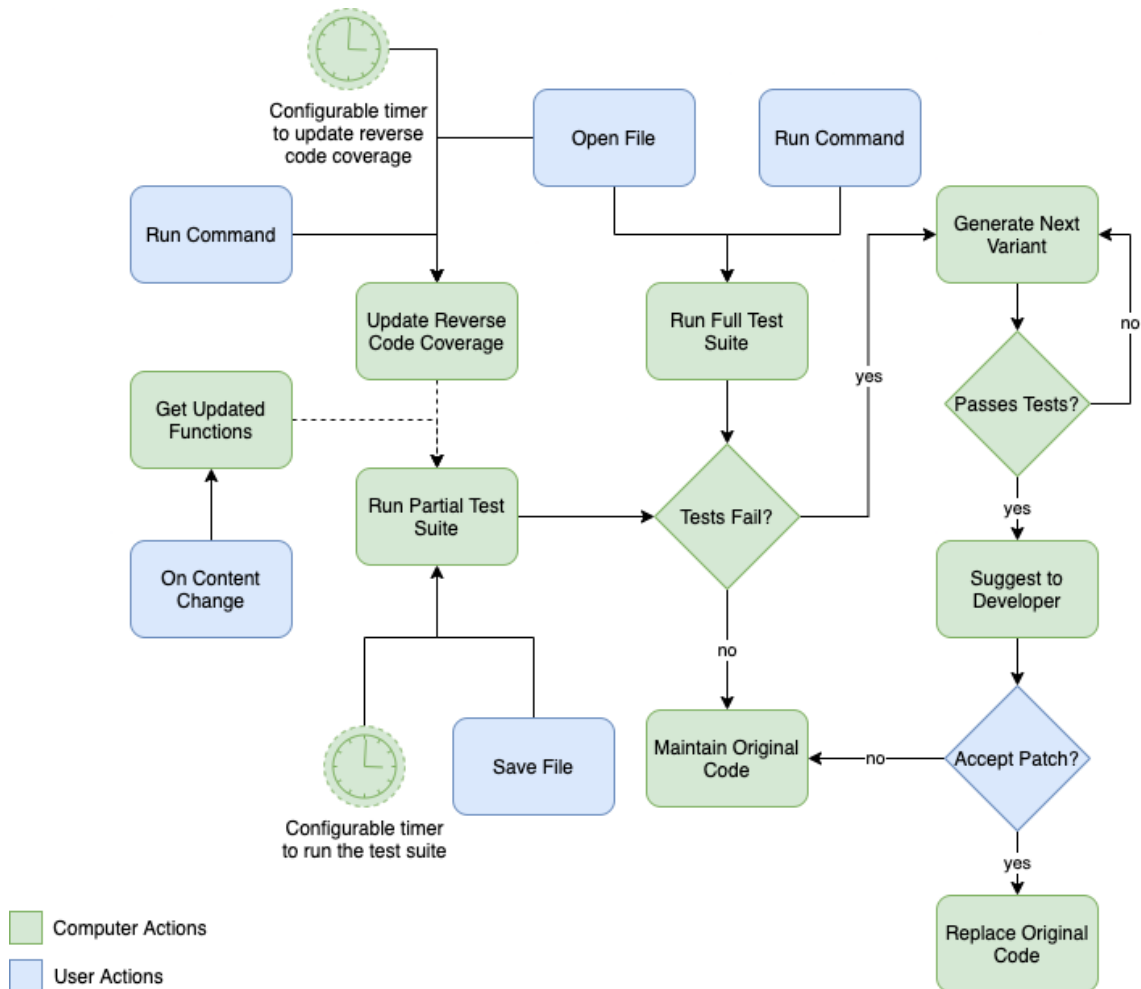 Configurable timer
to update reverse
code coverage
Open File
Run Command
Run Command
Generate Next
Variant
Update Reverse
Code Coverage
Run Full Test
Suite
no
yes
Get Updated
Functions
Passes Tests?
Run Partial Test
Suite
Tests Fail?
yes
On Content
Change
Suggest to
Developer
no
Maintain Original
Code
no
Accept Patch?
Save File
Configurable timer
to run the test suite
yes
Computer Actions
Replace Original
Code
User Actions